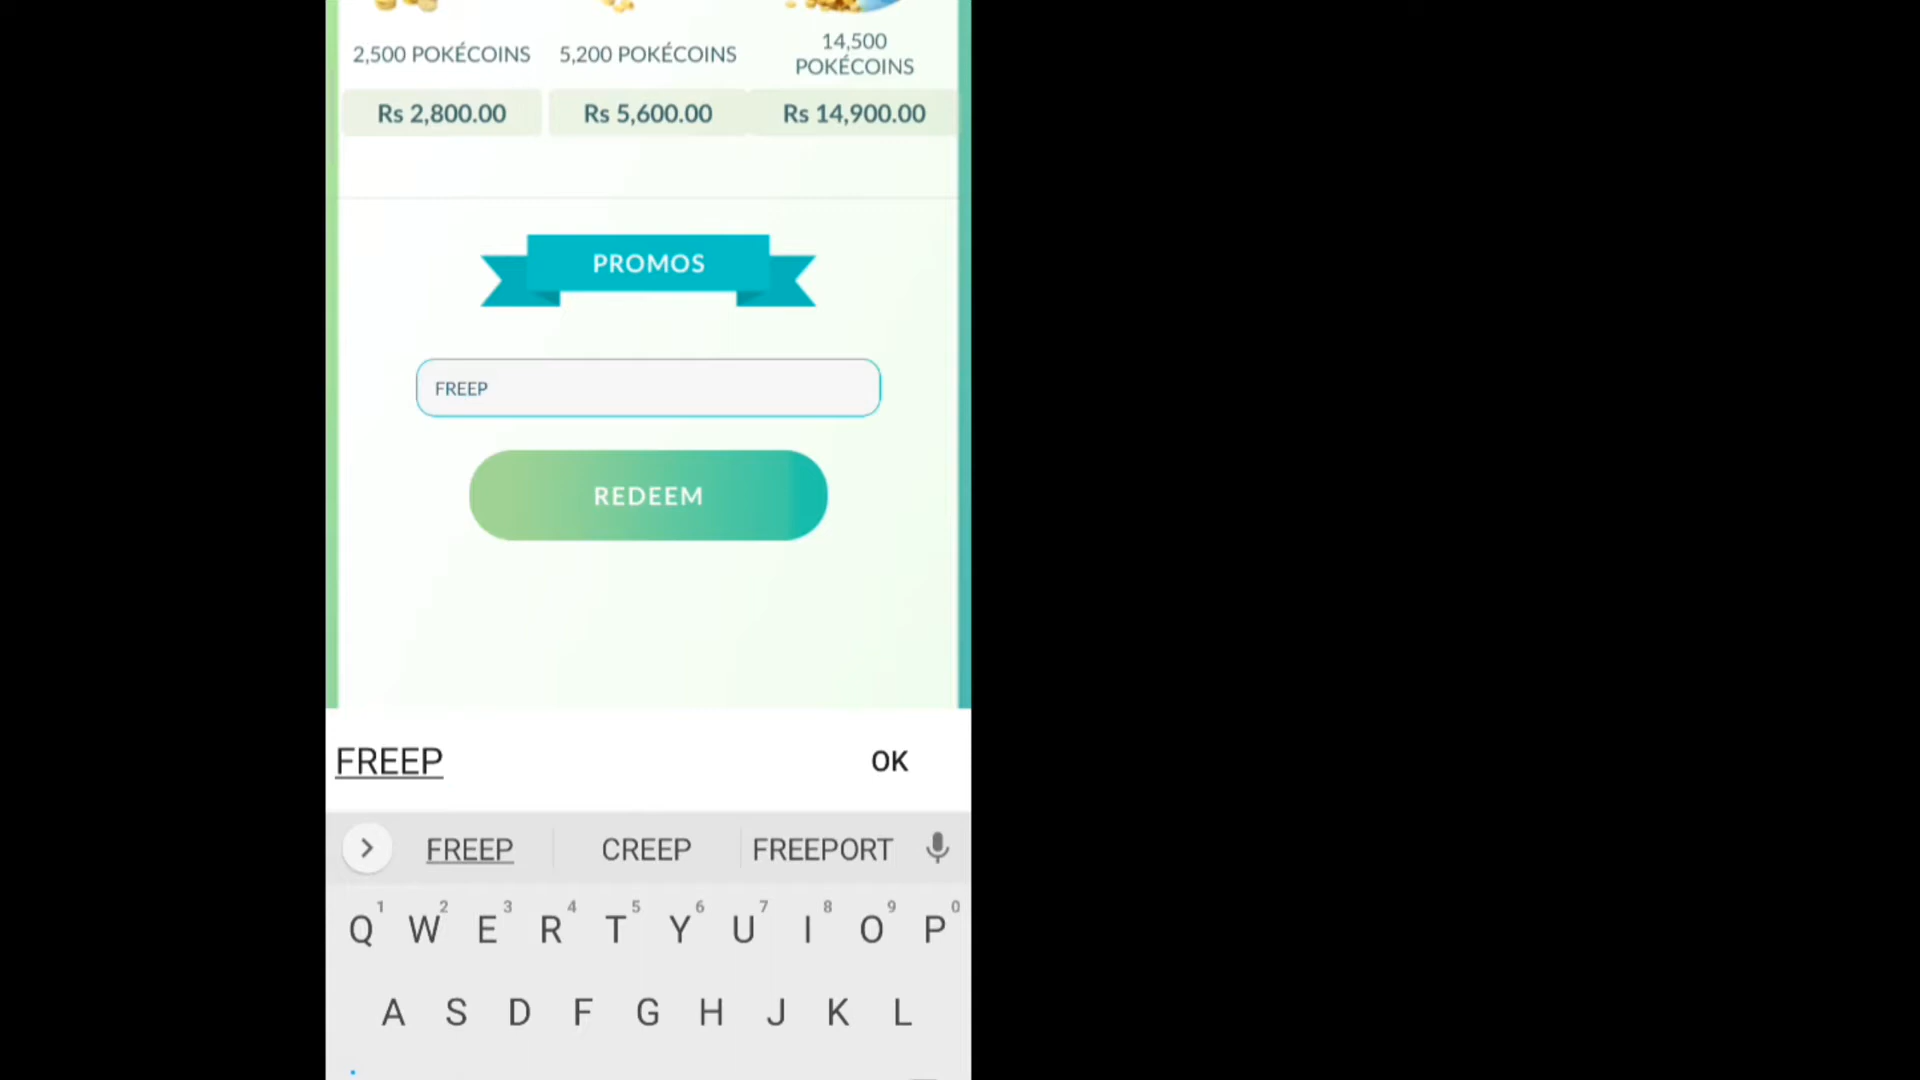 2,500 POKÉCOINS 5,200 POKÉCOINS 14,500 POKÉCOINS
Rs 2,800.00 Rs 5,600.00 Rs 14,900.00
PROMOS
FREEP
REDEEM
FREEP OK
FREEP CREEP FREEPORT
1 2 3 4 5 6 7 8 9 0
Q W E R T Y U I O P
A S D F G H J K L